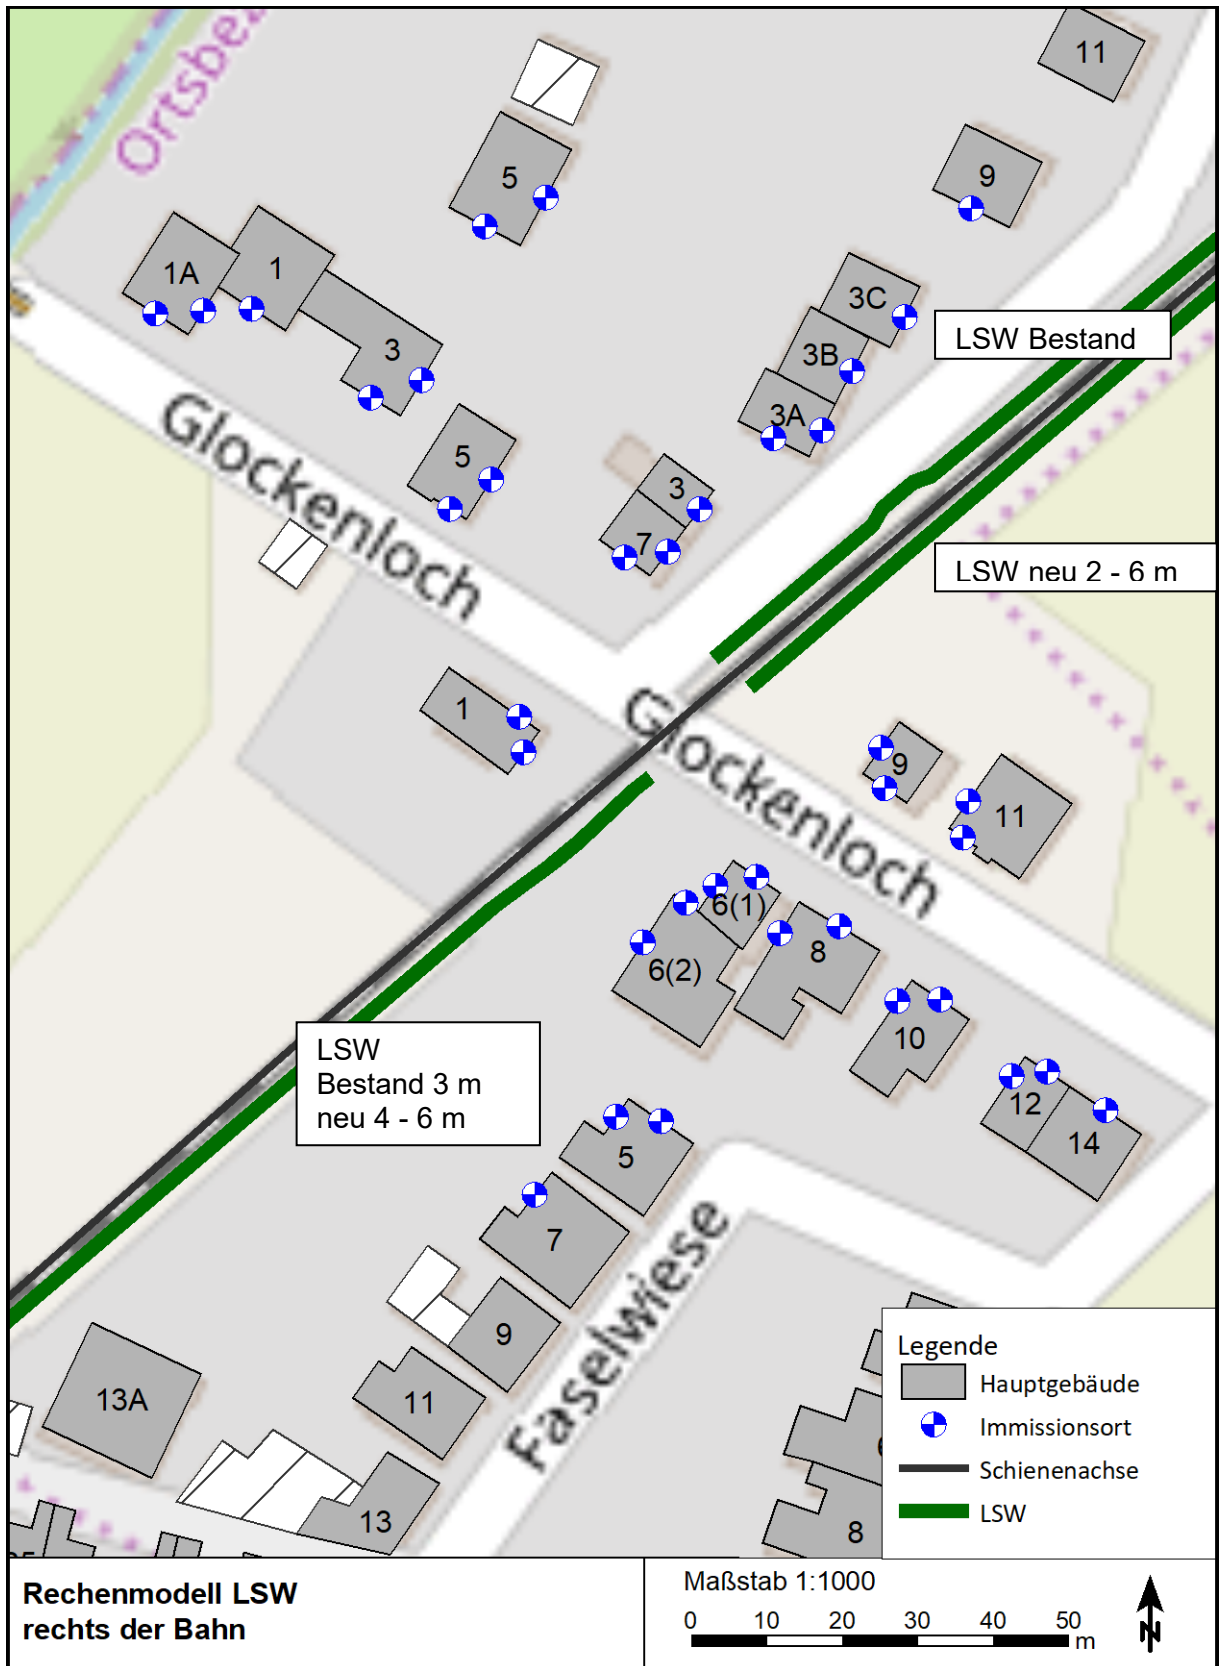 Ortsbe
11
5
9
1A
1
3C
3
LSW Bestand
3B
3A
5
3
7
Glockenloch
LSW neu 2 - 6 m
1
Glockenloch
9
11
6(1)
8
6(2)
10
LSW
Bestand 3 m
neu 4 - 6 m
12
14
5
7
Faselwiese
9
13A
11
13
6
8
Legende
Hauptgebäude
Immissionsort
Schienenachse
LSW
Rechenmodell LSW
rechts der Bahn
Maßstab 1:1000
0 10 20 30 40 50
m
N